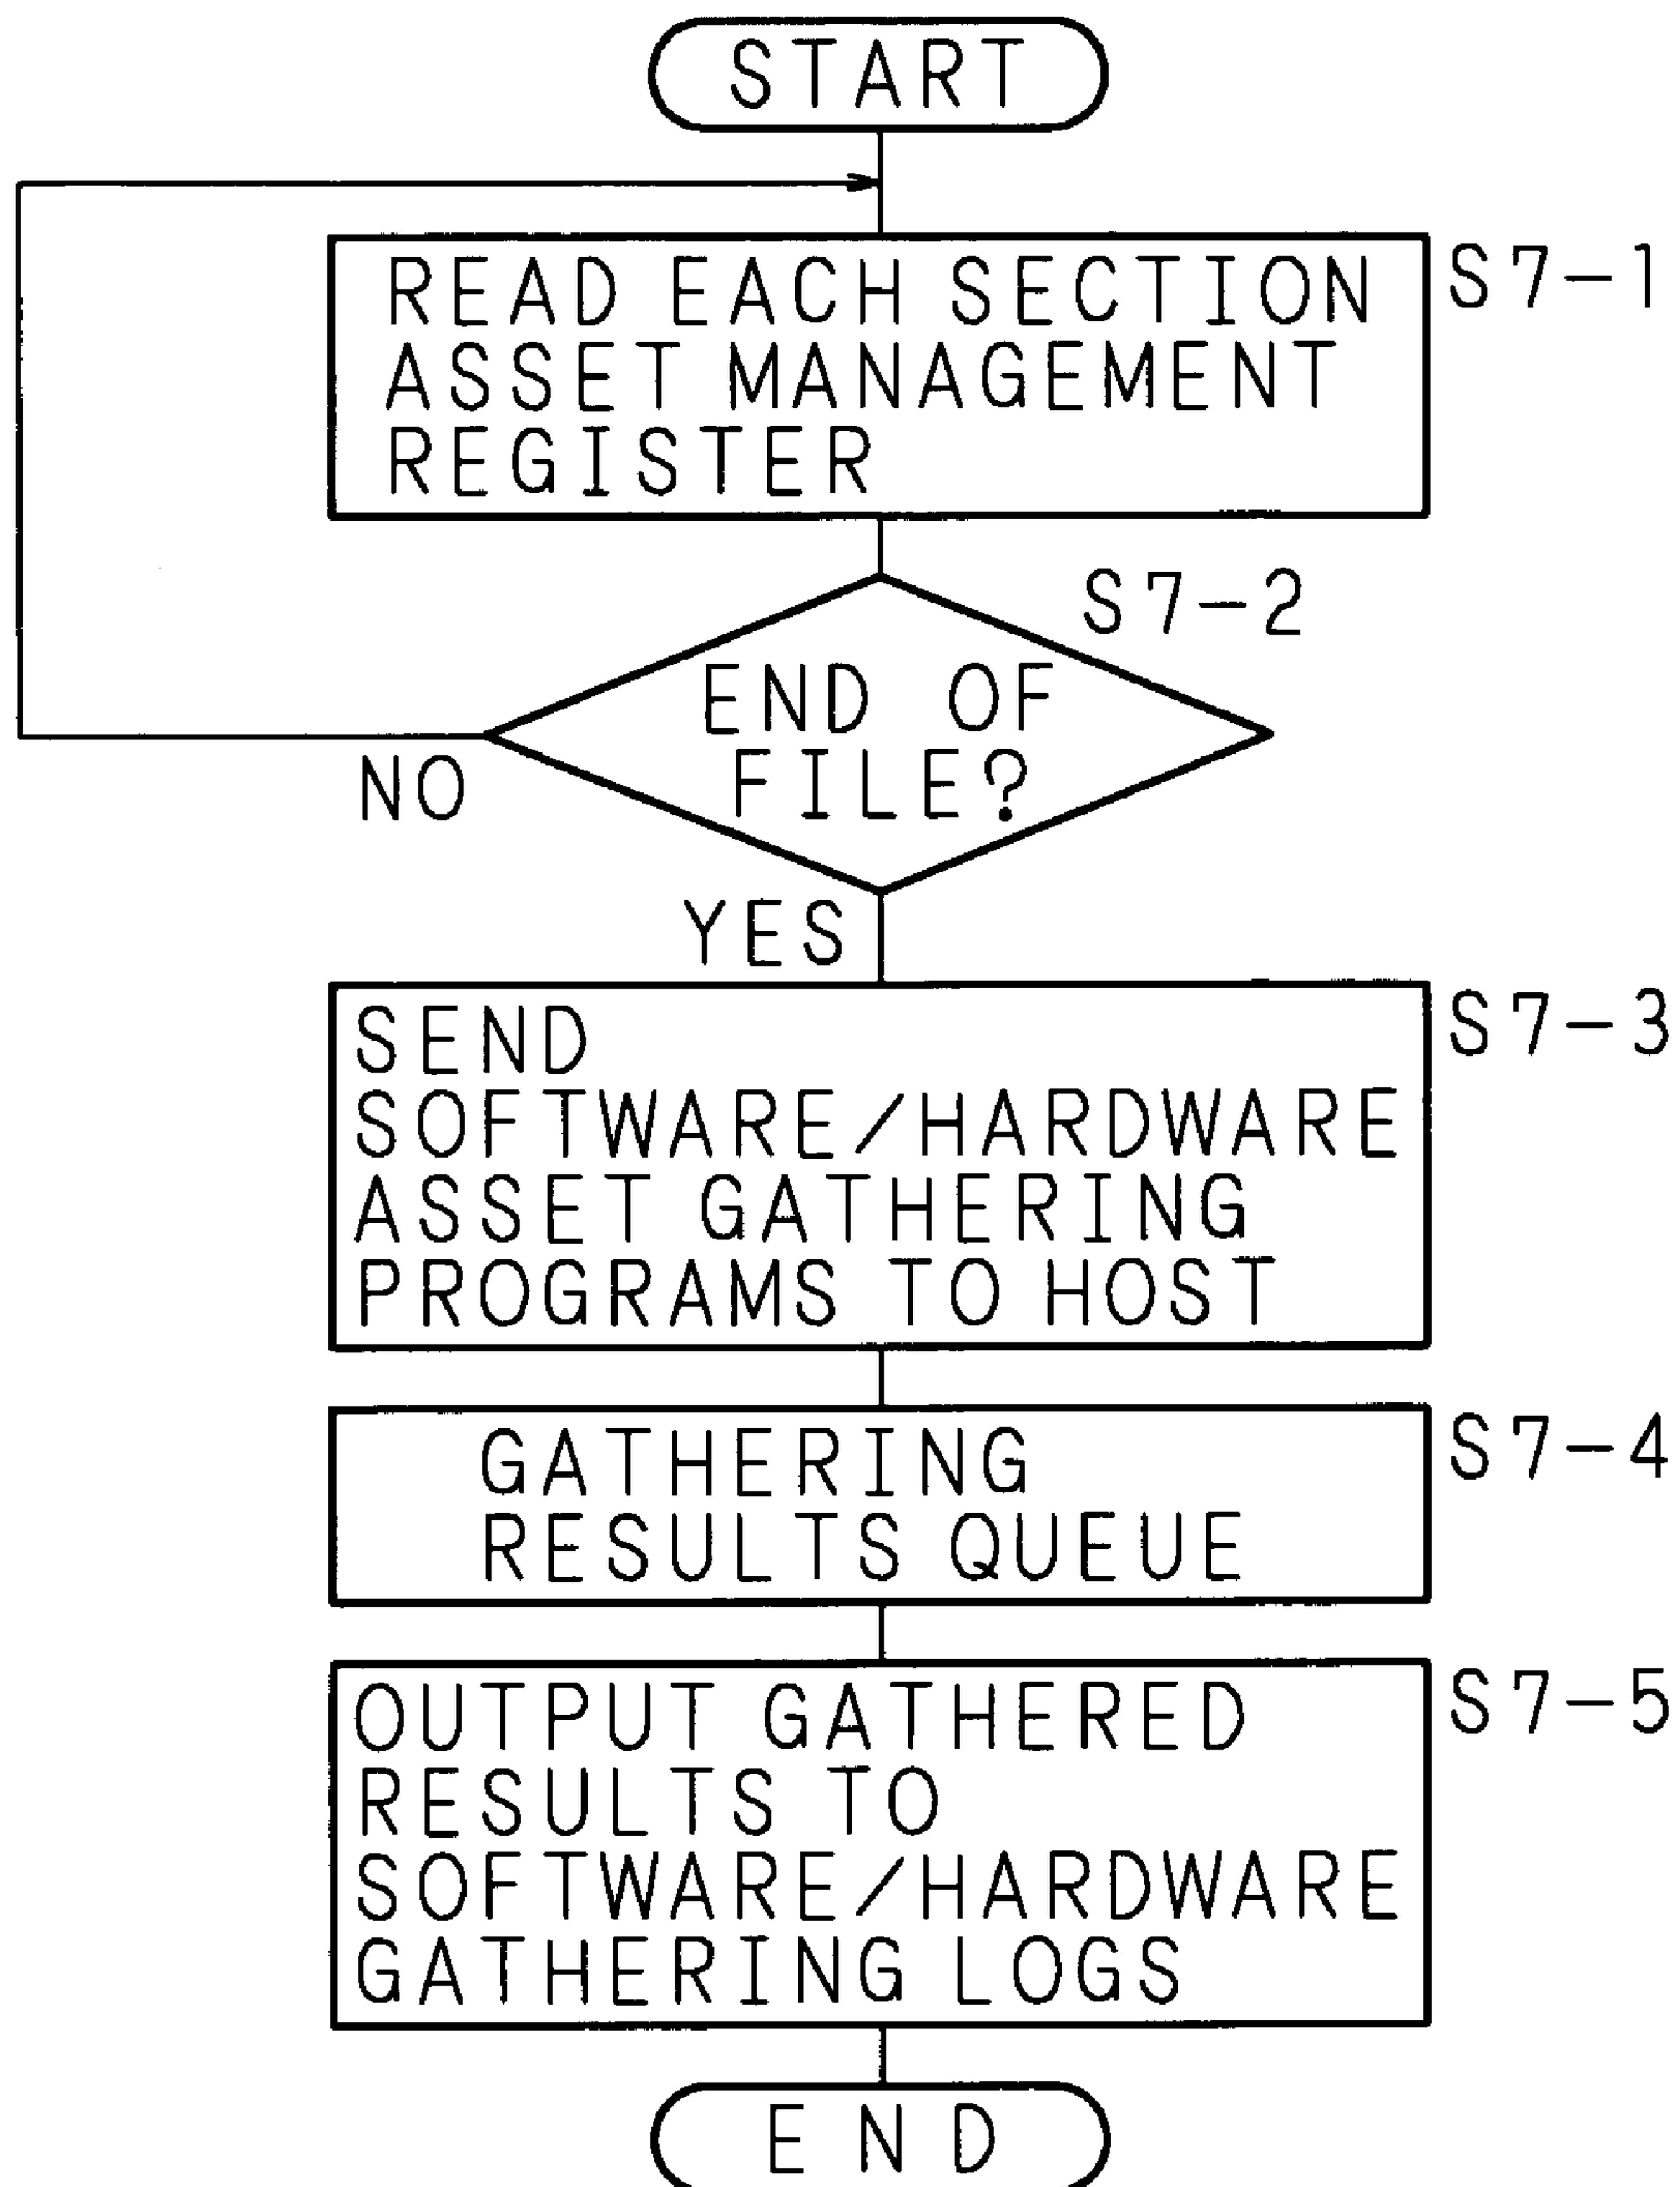 START
READ EACH SECTION
ASSET MANAGEMENT
REGISTER
S7-1
S7-2
END OF
FILE?
NO
YES
SEND
SOFTWARE/HARDWARE
ASSET GATHERING
PROGRAMS TO HOST
S7-3
GATHERING
RESULTS QUEUE
S7-4
OUTPUT GATHERED
RESULTS TO
SOFTWARE/HARDWARE
GATHERING LOGS
S7-5
END